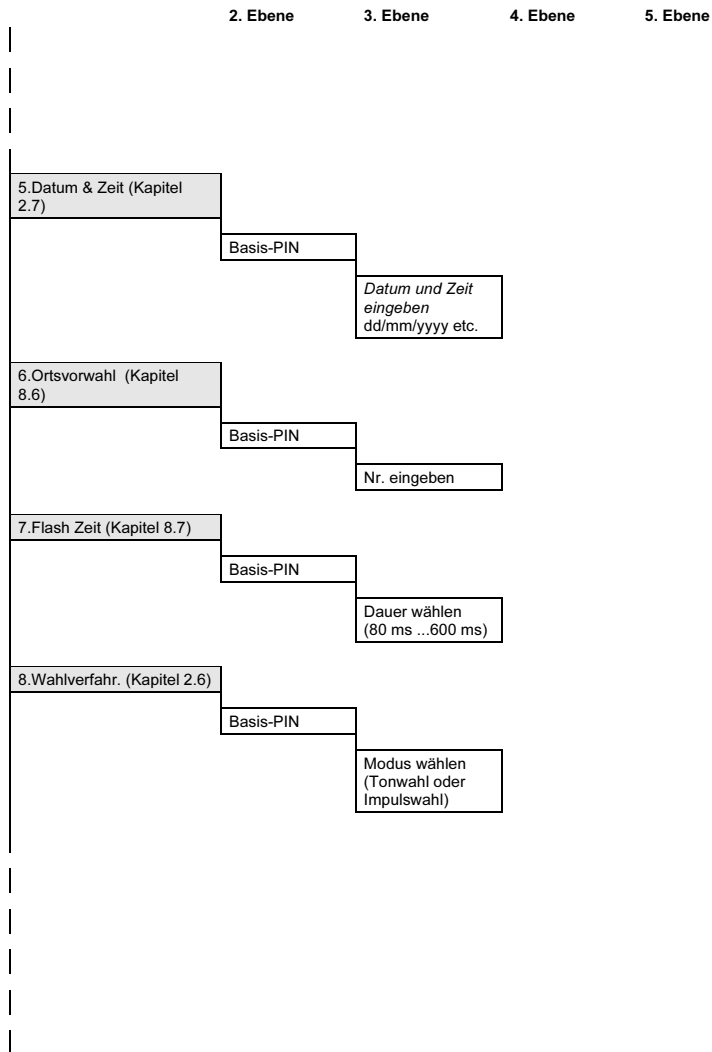 2. Ebene 3. Ebene 4. Ebene 5. Ebene
5.Datum & Zeit (Kapitel
2.7)
Basis-PIN
Datum und Zeit
eingeben
dd/mm/yyyy etc.
6.Ortsvorwahl (Kapitel
8.6)
Basis-PIN
Nr. eingeben
7.Flash Zeit (Kapitel 8.7)
Basis-PIN
Dauer wählen
(80 ms ...600 ms)
8.Wahlverfahr. (Kapitel 2.6)
Basis-PIN
Modus wählen
(Tonwahl oder
Impulswahl)